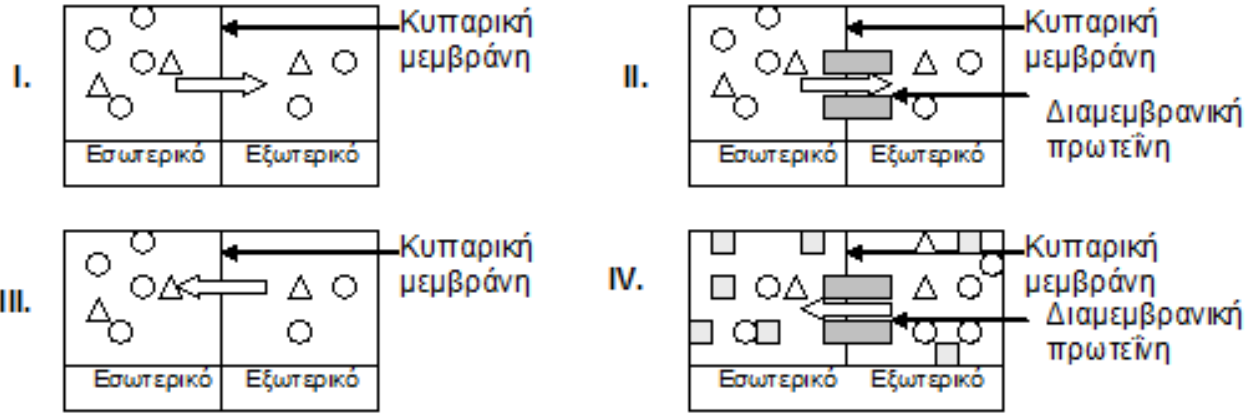 I.
Κυτταρική
μεμβράνη
Εσωτερικό
Εξωτερικό
II.
Κυτταρική
μεμβράνη
Διαμεμβρανική
πρωτεΐνη
Εσωτερικό
Εξωτερικό
III.
Κυτταρική
μεμβράνη
Εσωτερικό
Εξωτερικό
IV.
Κυτταρική
μεμβράνη
Διαμεμβρανική
πρωτεΐνη
Εσωτερικό
Εξωτερικό